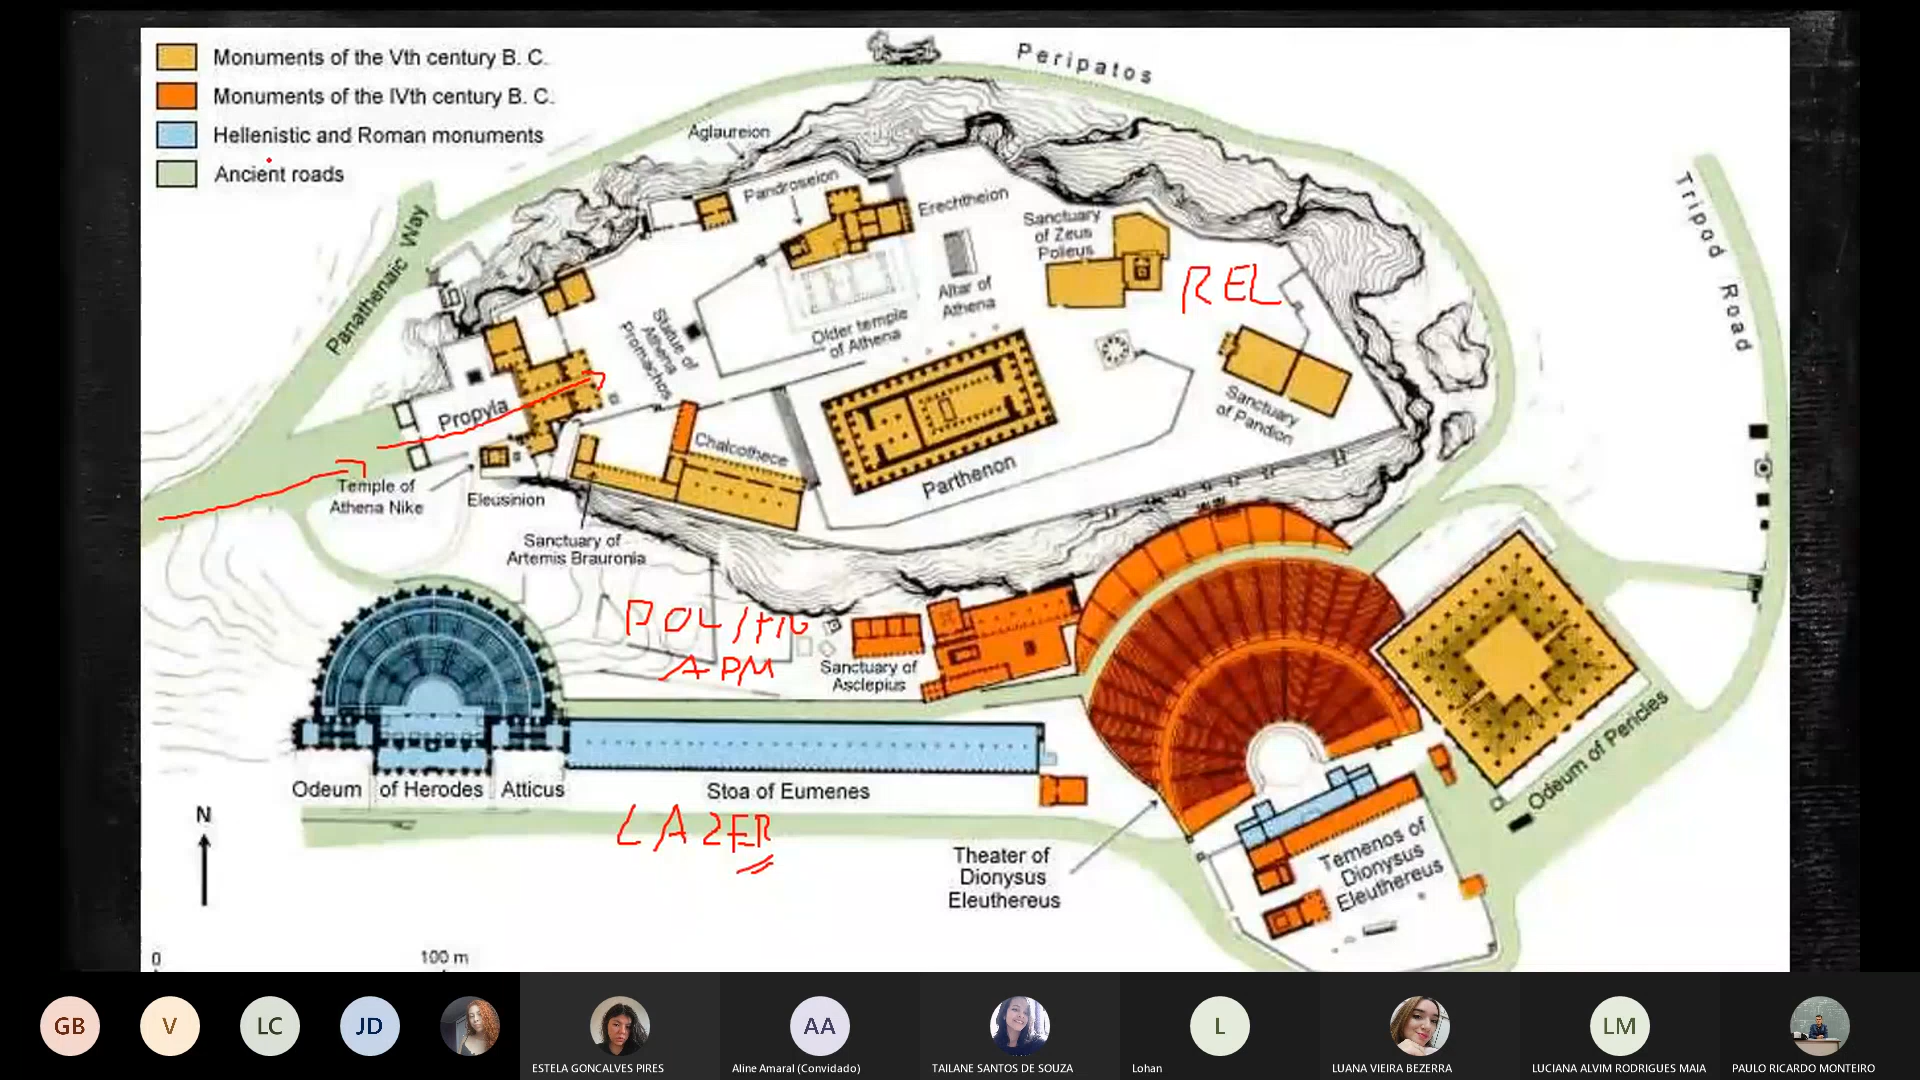 Monuments of the Vth century B. C.
Monuments of the IVth century B. C.
Hellenistic and Roman monuments
Ancient roads
Peripatos
Tripod Road
Panathenaic Way
Aglaureion
Pandroseion
Erechtheion
Sanctuary
of Zeus
Polieus
REL
Altar of
Athena
Older temple
of Athena
Statue of
Athena
Promachos
Sanctuary
of Pandion
Propyla
Chalcothece
Parthenon
Temple of
Athena Nike
Eleusinion
Sanctuary of
Artemis Brauronia
APM
Sanctuary of
Asclepius
Odeum of Pericles
Odeum of Herodes Atticus
Stoa of Eumenes
LAZER
N
Theater of
Dionysus
Eleuthereus
Temenos of
Dionysus
Eleuthereus
0 100 m
GB V LC JD AA L LM
ESTELA GONCALVES PIRES
Aline Amaral (Convidado)
TAILANE SANTOS DE SOUZA
Lohan
LUANA VIEIRA BEZERRA
LUCIANA ALVIM RODRIGUES MAIA
PAULO RICARDO MONTEIRO